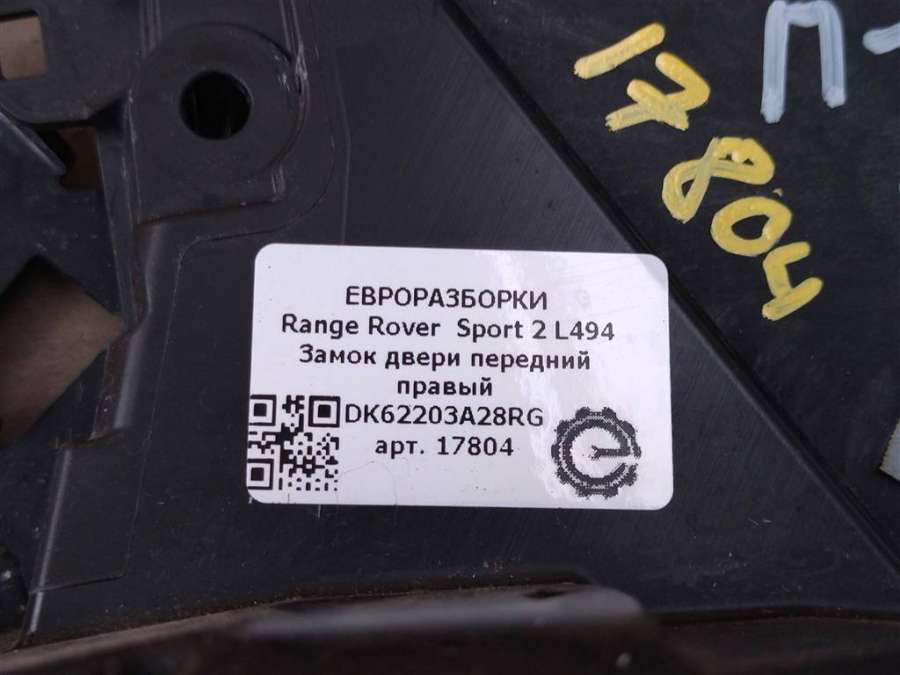 17804
П-
ЕВРОРАЗБОРКИ
Range Rover Sport 2 L494
Замок двери передний
правый
DK62203A28RG
арт. 17804